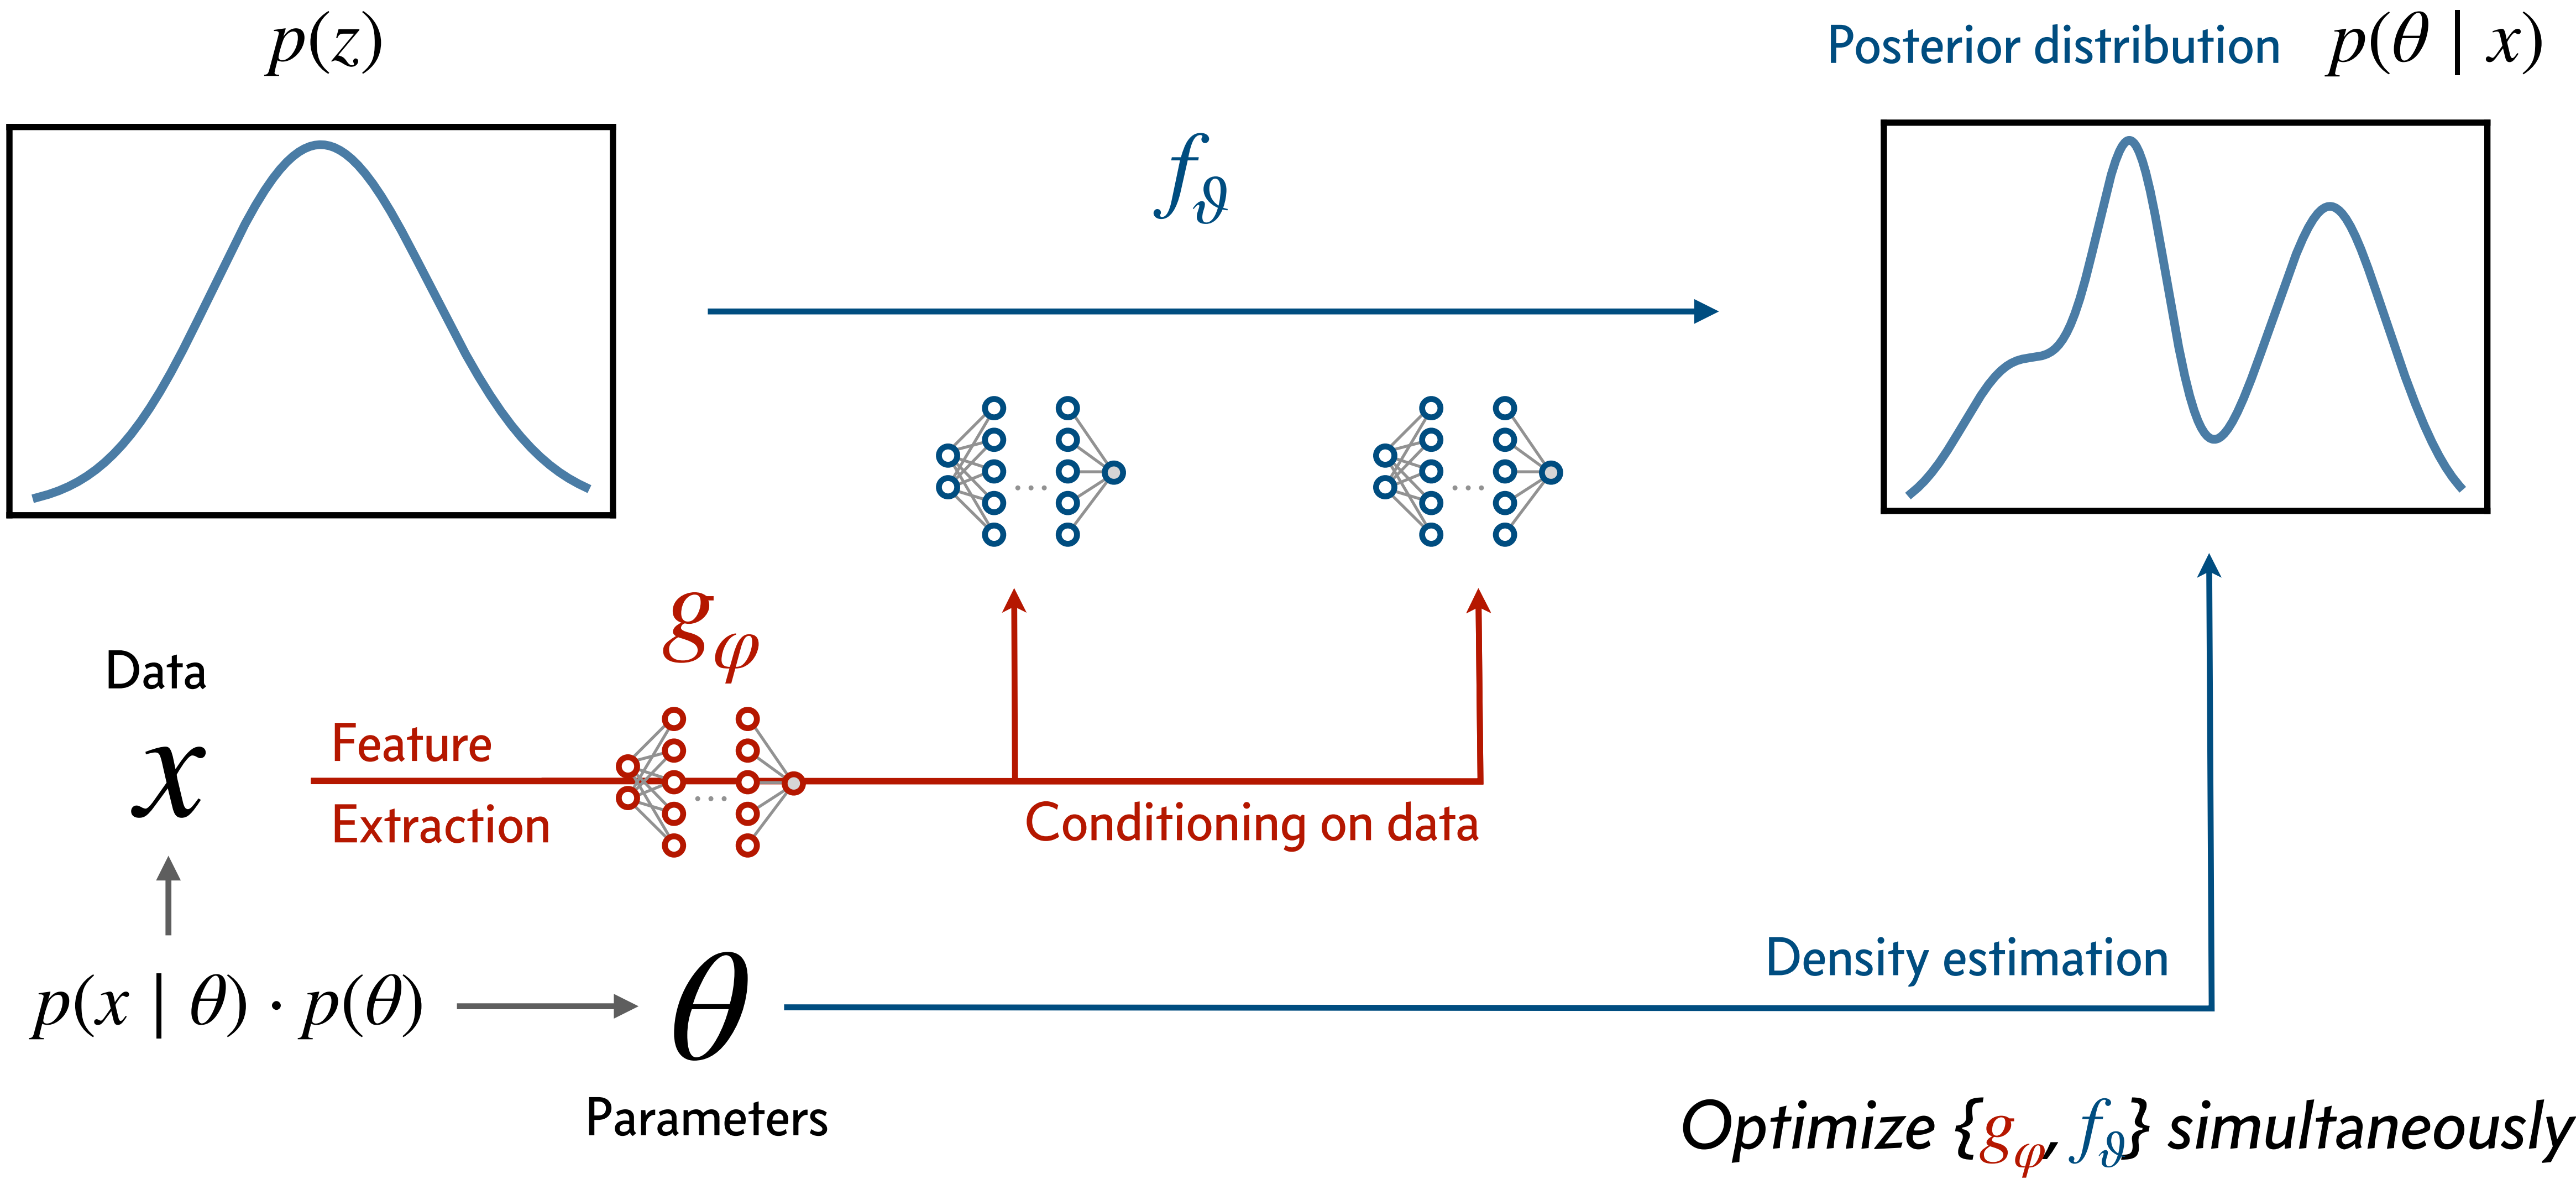 p(z)
Posterior distribution p(θ | x)
f_ϑ
g_φ
Data
x
Feature
Extraction
. . .
. . .
. . .
Conditioning on data
Density estimation
p(x | θ) · p(θ)
θ
Parameters
Optimize {g_φ, f_ϑ} simultaneously